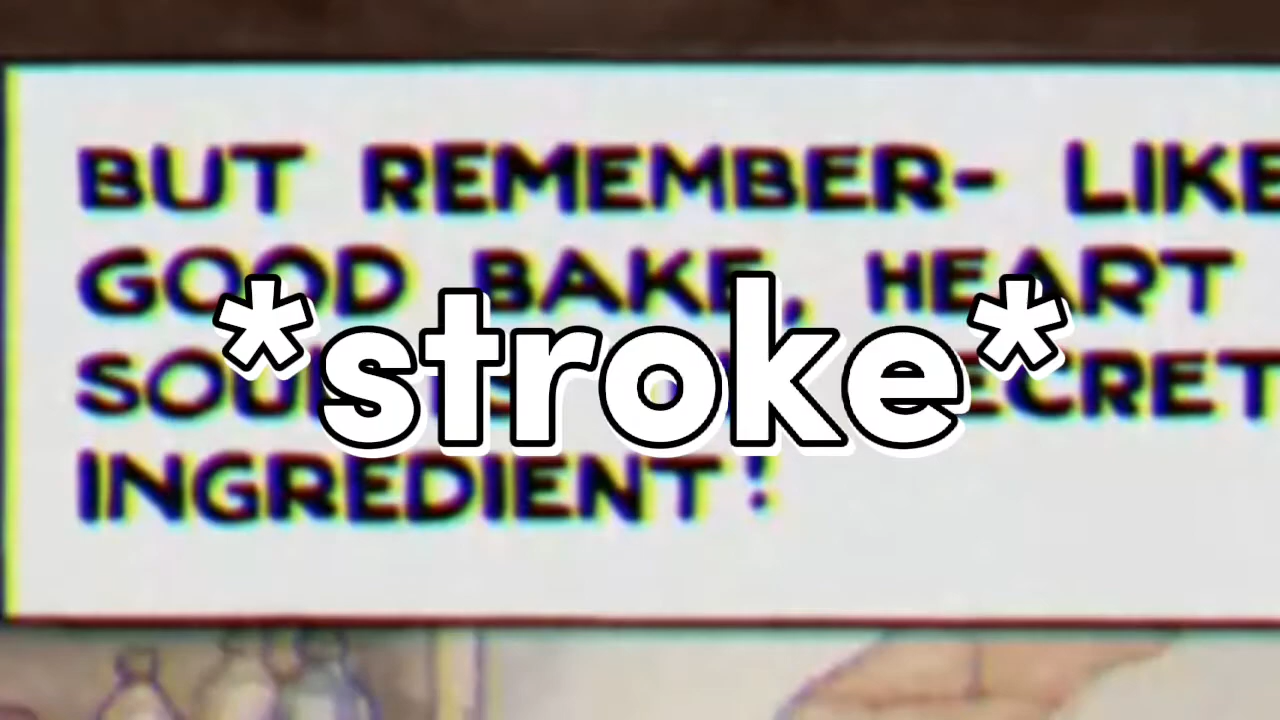 BUT REMEMBER- LIKE
GOOD BAKE, HEART
*stroke*
INGREDIENT!